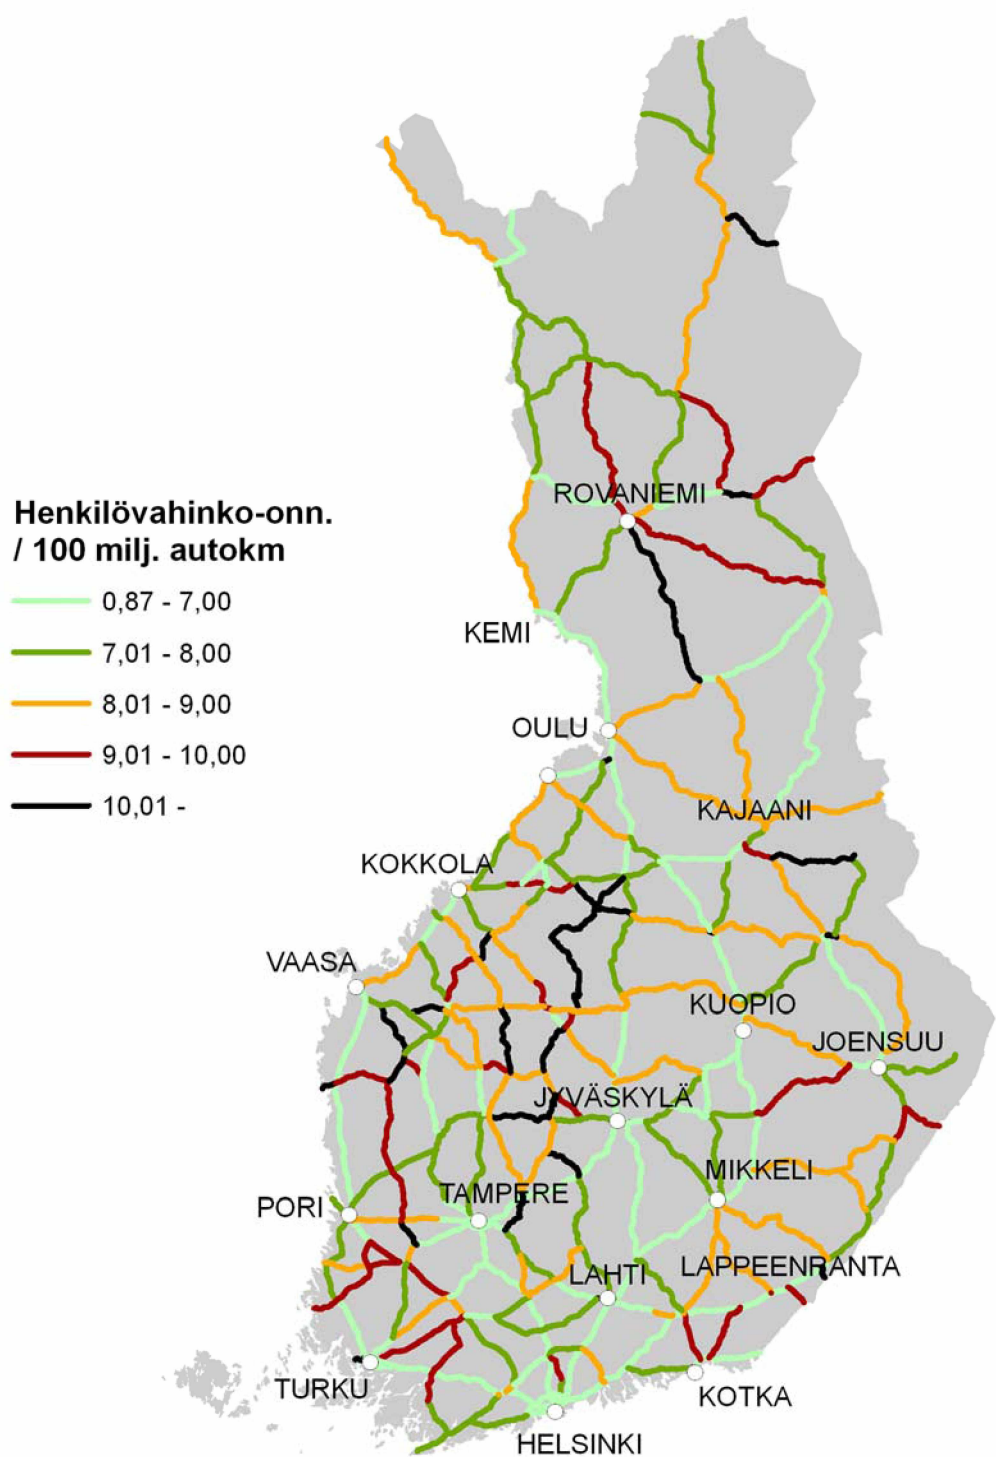 ROVANIEMI
Henkilövahinko-onn.
/ 100 milj. autokm
0,87 - 7,00
7,01 - 8,00
8,01 - 9,00
9,01 - 10,00
10,01 -
KEMI
OULU
KAJAANI
KOKKOLA
VAASA
KUOPIO
JOENSUU
JYVÄSKYLÄ
MIKKELI
TAMPERE
PORI
LAPPEENRANTA
LAHTI
TURKU
KOTKA
HELSINKI